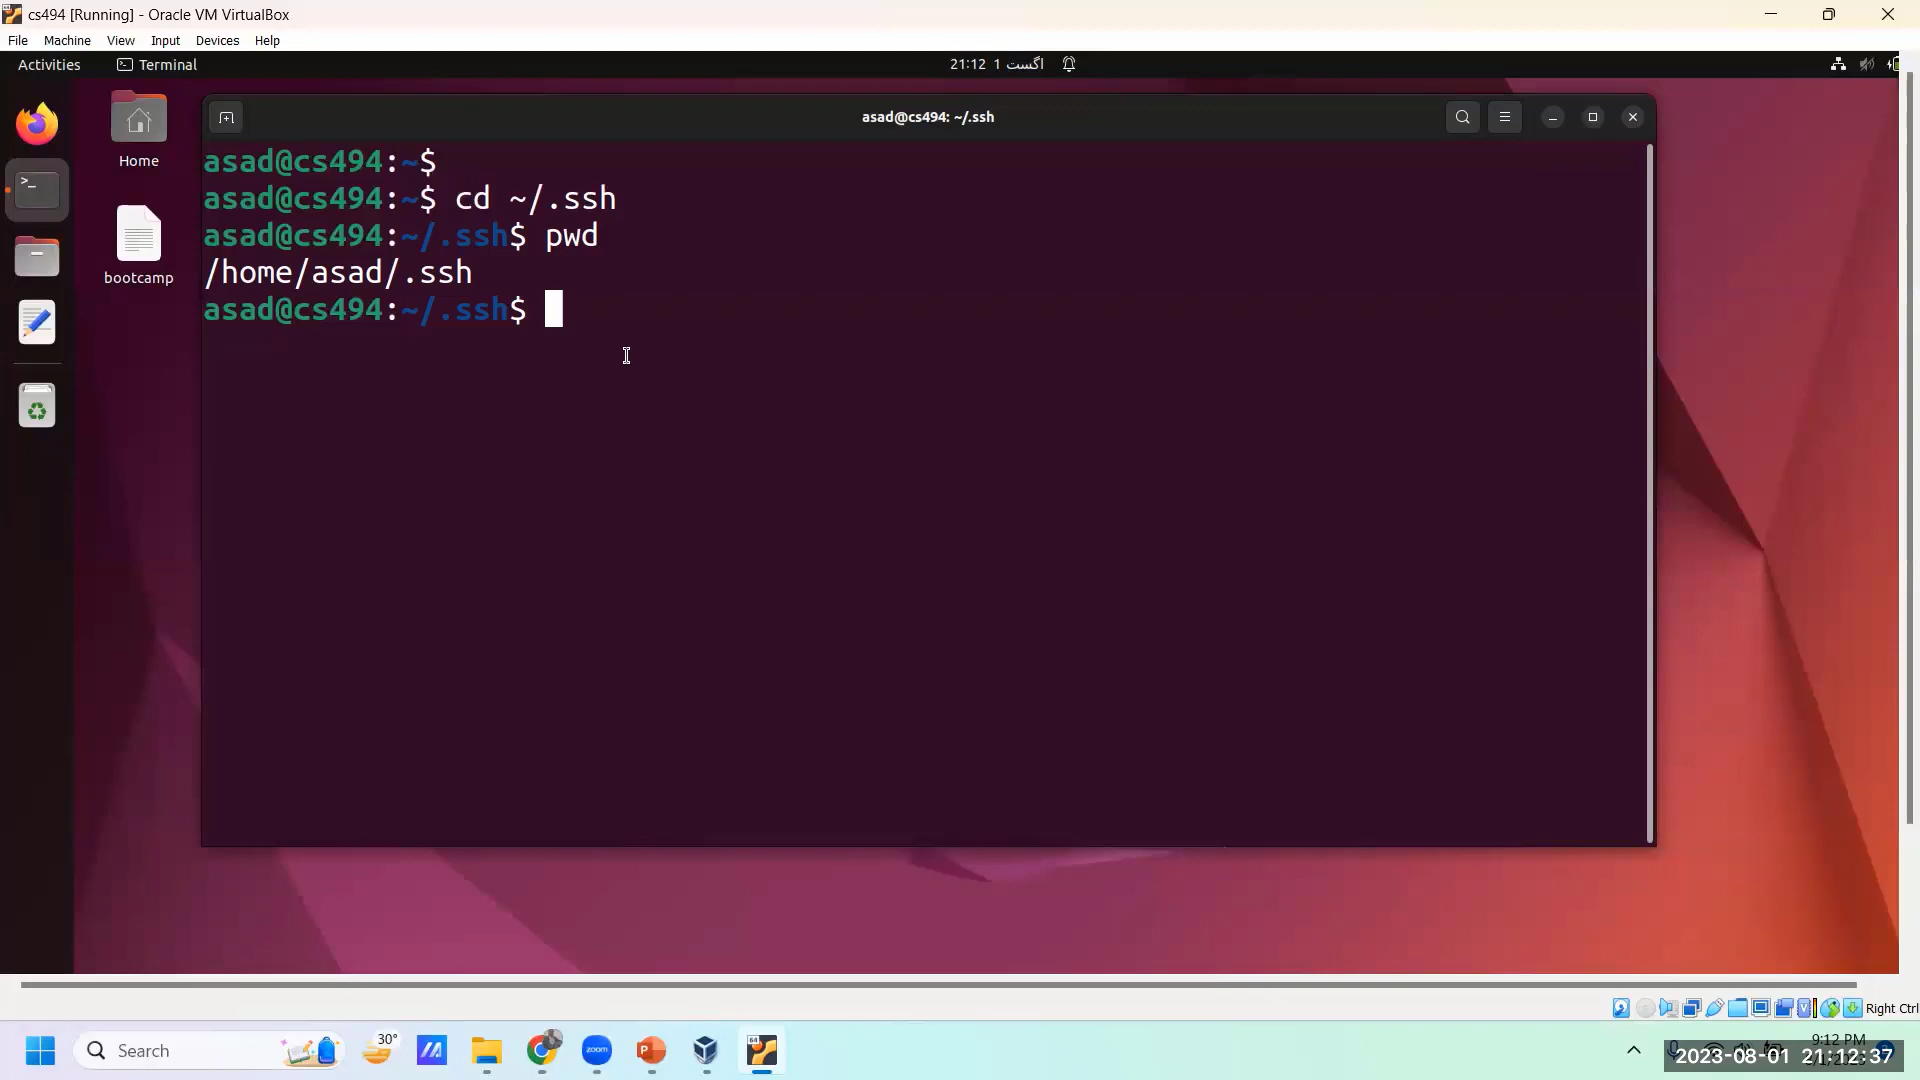 cs494 [Running] - Oracle VM VirtualBox
File Machine View Input Devices Help
Activities Terminal 21:12 1 اگست
asad@cs494: ~/.ssh
Home
bootcamp
asad@cs494:~$
asad@cs494:~$ cd ~/.ssh
asad@cs494:~/.ssh$ pwd
/home/asad/.ssh
asad@cs494:~/.ssh$
Right Ctrl
Search
30°
zoom
64
9:12 PM
2023-08-01 21:12:37